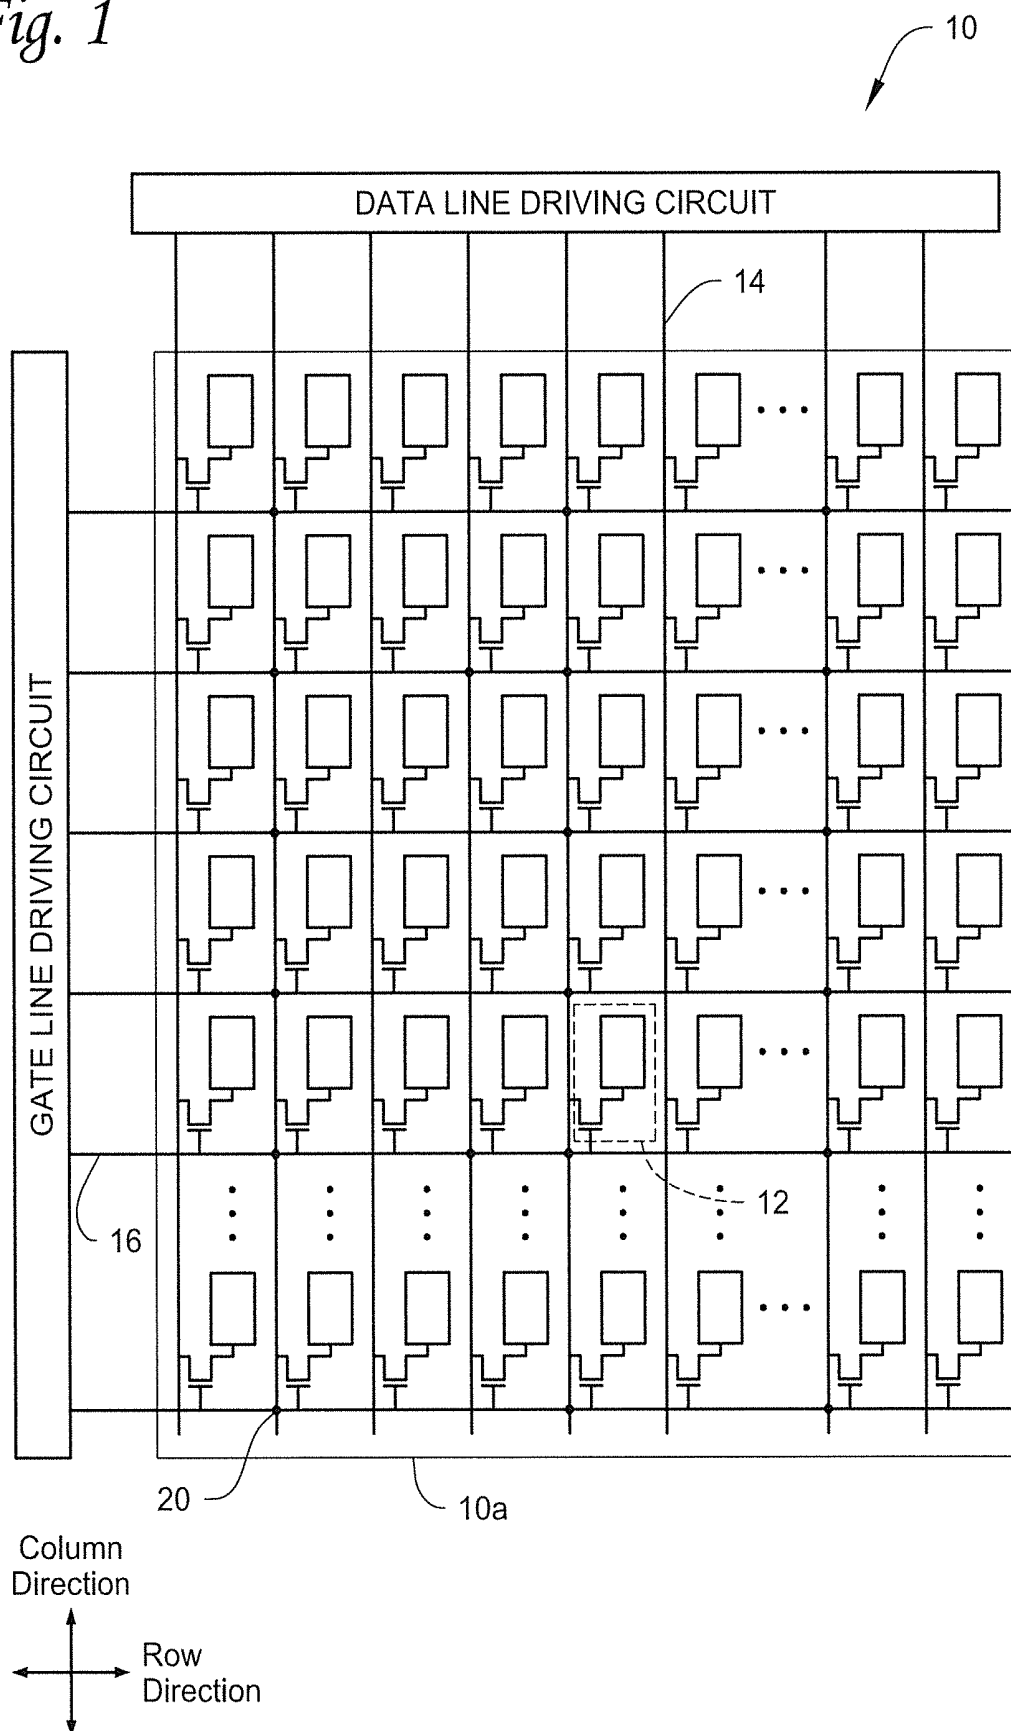 Fig. 1
10
DATA LINE DRIVING CIRCUIT
14
GATE LINE DRIVING CIRCUIT
12
16
20
10a
Column
Direction
Row
Direction